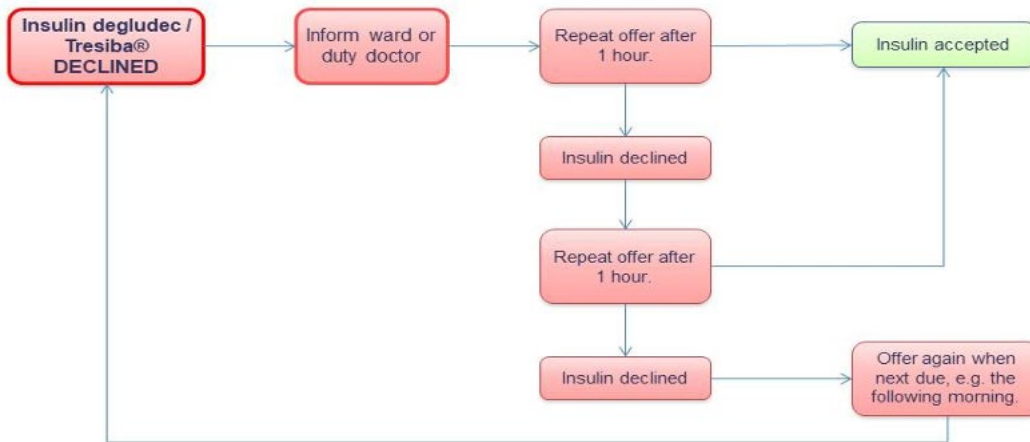 Insulin degludec /
Tresiba®
DECLINED
Inform ward or
duty doctor
Repeat offer after
1 hour.
Insulin accepted
Insulin declined
Repeat offer after
1 hour.
Insulin declined
Offer again when
next due, e.g. the
following morning.